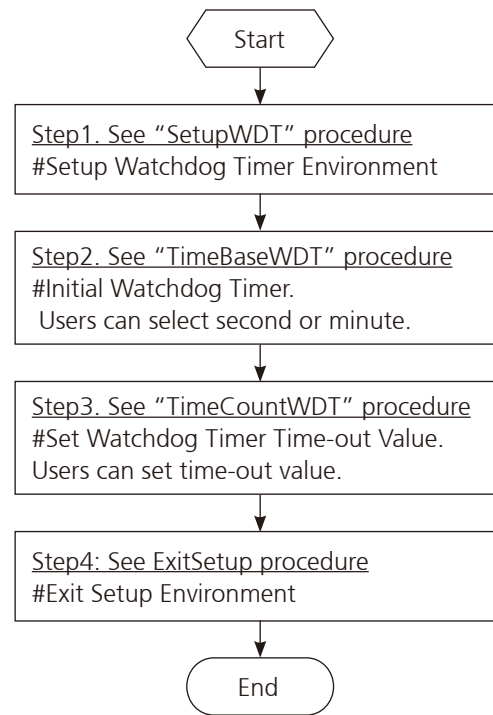 Start
Step1. See “SetupWDT” procedure
#Setup Watchdog Timer Environment
Step2. See “TimeBaseWDT” procedure
#Initial Watchdog Timer.
Users can select second or minute.
Step3. See “TimeCountWDT” procedure
#Set Watchdog Timer Time-out Value.
Users can set time-out value.
Step4: See ExitSetup procedure
#Exit Setup Environment
End